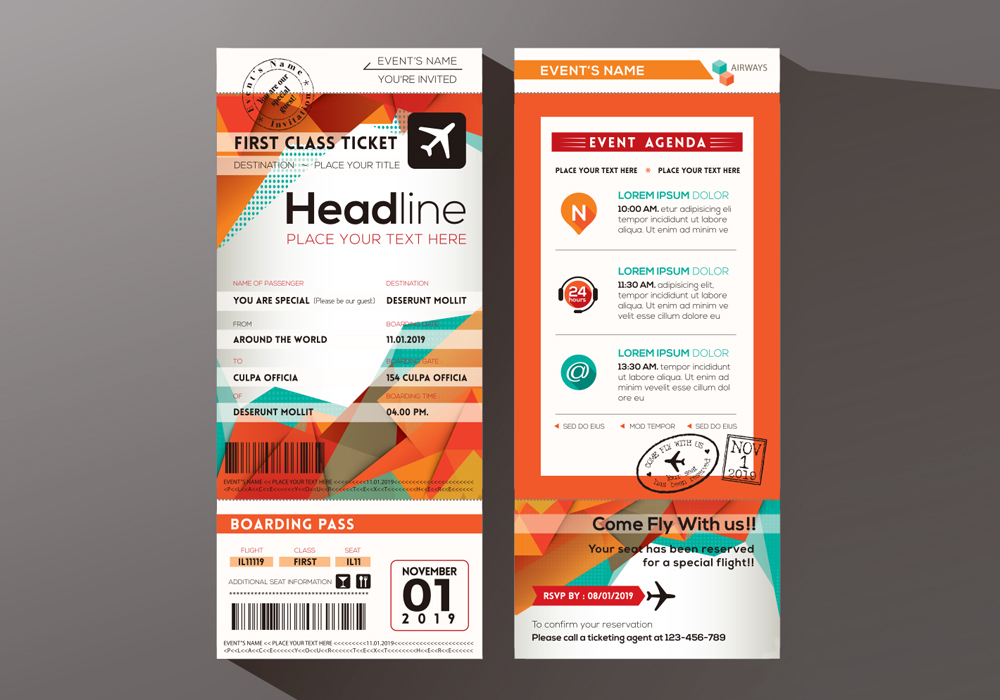 Event's Name
You are our
special
guest!
Invitation
EVENT'S NAME
YOU'RE INVITED
FIRST CLASS TICKET
DESTINATION ~ PLACE YOUR TITLE
Headline
PLACE YOUR TEXT HERE
NAME OF PASSENGER DESTINATION
YOU ARE SPECIAL (Please be our guest) DESERUNT MOLLIT
FROM BOARDING DATE
AROUND THE WORLD 11.01.2019
TO BOARDING GATE
CULPA OFFICIA 154 CULPA OFFICIA
OF BOARDING TIME
DESERUNT MOLLIT 04.00 PM.
EVENT'S NAME << PLACE YOUR TEXT HERE <<<<<<<<<11.01.2019<<<<<<<<<<<<
<P<<L<<A<<C<<E<<<<<<Y<<O<<U<<R<<<<<<T<<E<<X<<T<<<<<<H<<E<<R<<E<<<<<<
BOARDING PASS
FLIGHT CLASS SEAT
IL11119 FIRST IL11
ADDITIONAL SEAT INFORMATION
NOVEMBER
01
2019
EVENT'S NAME << PLACE YOUR TEXT HERE <<<<<<<<<11.01.2019<<<<<<<<<<<<
<P<<L<<A<<C<<E<<<<<<Y<<O<<U<<R<<<<<<T<<E<<X<<T<<<<<<H<<E<<R<<E<<<<<<
EVENT'S NAME
AIRWAYS
EVENT AGENDA
PLACE YOUR TEXT HERE PLACE YOUR TEXT HERE
N
LOREM IPSUM DOLOR
10:00 AM. etur adipisicing eli
tempor incididunt ut labore
aliqua. Ut enim ad minim ve
24
hours
LOREM IPSUM DOLOR
11:30 AM. adipisicing elit,
tempor incididunt ut labore
aliqua. Ut enim ad minim
velit esse cillum dolore eu
@
LOREM IPSUM DOLOR
13:30 AM. tempor incididunt
ut labore aliqua. Ut enim ad
minimvelit esse cillum dol
ore eu
SED DO EIUS MOD TEMPOR SED DO EIUS
COME FLY WITH US
Your seat has been reserved
NOV
1
2019
Come Fly With us!!
Your seat has been reserved
for a special flight!!
RSVP BY : 08/01/2019
To confirm your reservation
Please call a ticketing agent at 123-456-789